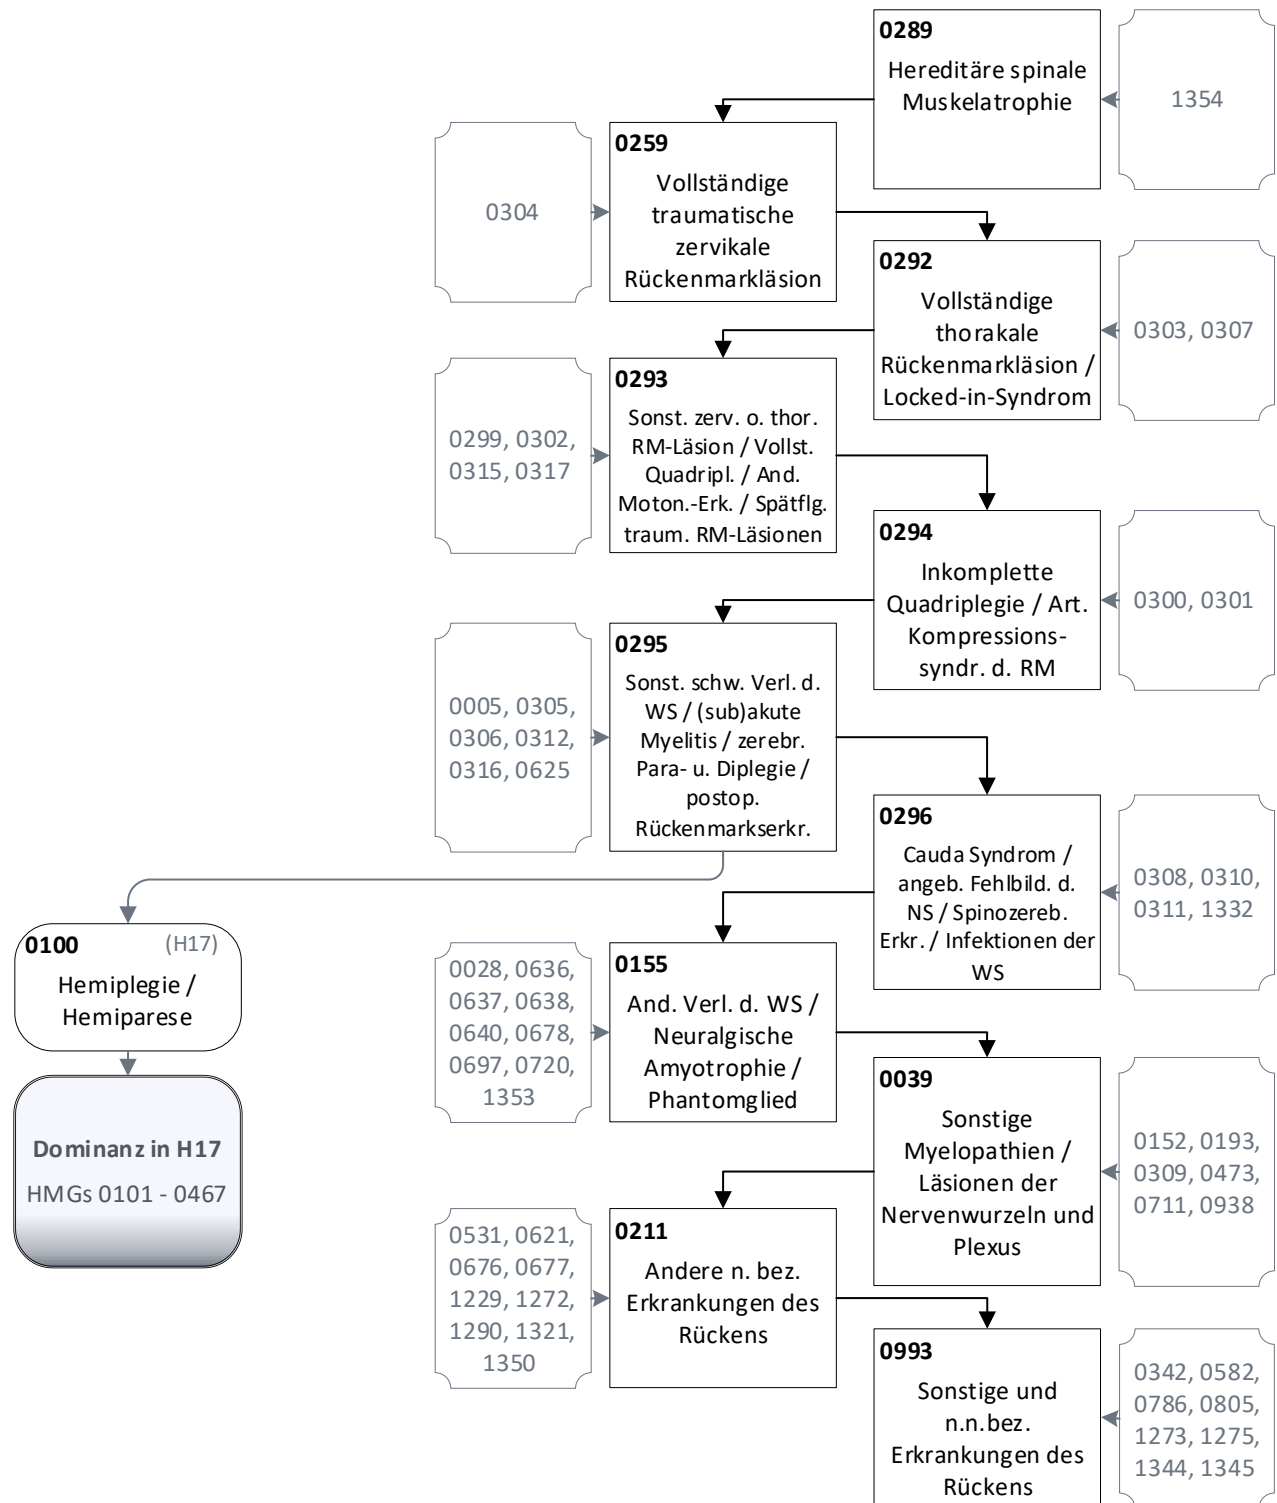 0289
Hereditäre spinale
Muskelatrophie
1354
0259
Vollständige
traumatische
zervikale
Rückenmarkläsion
0304
0292
Vollständige
thorakale
Rückenmarkläsion /
Locked-in-Syndrom
0303, 0307
0293
Sonst. zerv. o. thor.
RM-Läsion / Vollst.
Quadripl. / And.
Moton.-Erk. / Spätflg.
traum. RM-Läsionen
0299, 0302,
0315, 0317
0294
Inkomplette
Quadriplegie / Art.
Kompressions-
syndr. d. RM
0300, 0301
0295
Sonst. schw. Verl. d.
WS / (sub)akute
Myelitis / zerebr.
Para- u. Diplegie /
postop.
Rückenmarkserkr.
0005, 0305,
0306, 0312,
0316, 0625
0296
Cauda Syndrom /
angeb. Fehlbild. d.
NS / Spinozereb.
Erkr. / Infektionen der
WS
0308, 0310,
0311, 1332
0100 (H17)
Hemiplegie /
Hemiparese
Dominanz in H17
HMGs 0101 - 0467
0155
And. Verl. d. WS /
Neuralgische
Amyotrophie /
Phantomglied
0028, 0636,
0637, 0638,
0640, 0678,
0697, 0720,
1353
0039
Sonstige
Myelopathien /
Läsionen der
Nervenwurzeln und
Plexus
0152, 0193,
0309, 0473,
0711, 0938
0211
Andere n. bez.
Erkrankungen des
Rückens
0531, 0621,
0676, 0677,
1229, 1272,
1290, 1321,
1350
0993
Sonstige und
n.n.bez.
Erkrankungen des
Rückens
0342, 0582,
0786, 0805,
1273, 1275,
1344, 1345